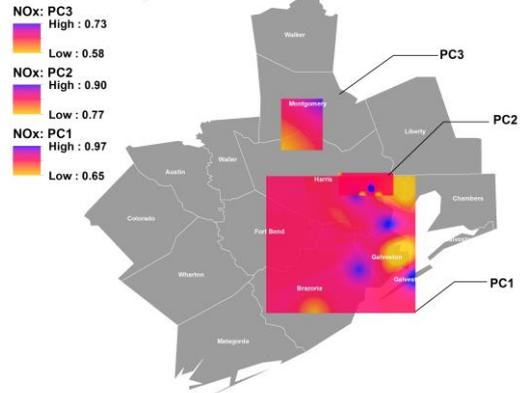 NOx: PC3
High : 0.73
Low : 0.58
NOx: PC2
High : 0.90
Low : 0.77
NOx: PC1
High : 0.97
Low : 0.65
Walker
PC3
Montgomery
Liberty
PC2
Waller
Austin
Harris
Chambers
Colorado
Fort Bend
Galveston
Wharton
Brazoria
PC1
Matagorda